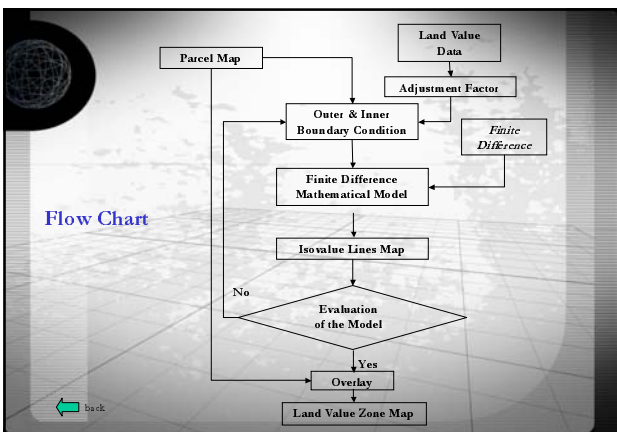 Land Value
Data
Parcel Map
Adjustment Factor
Outer & Inner
Boundary Condition
Finite
Difference
Finite Difference
Mathematical Model
Flow Chart
Isovalue Lines Map
No
Evaluation
of the Model
Yes
Overlay
back
Land Value Zone Map